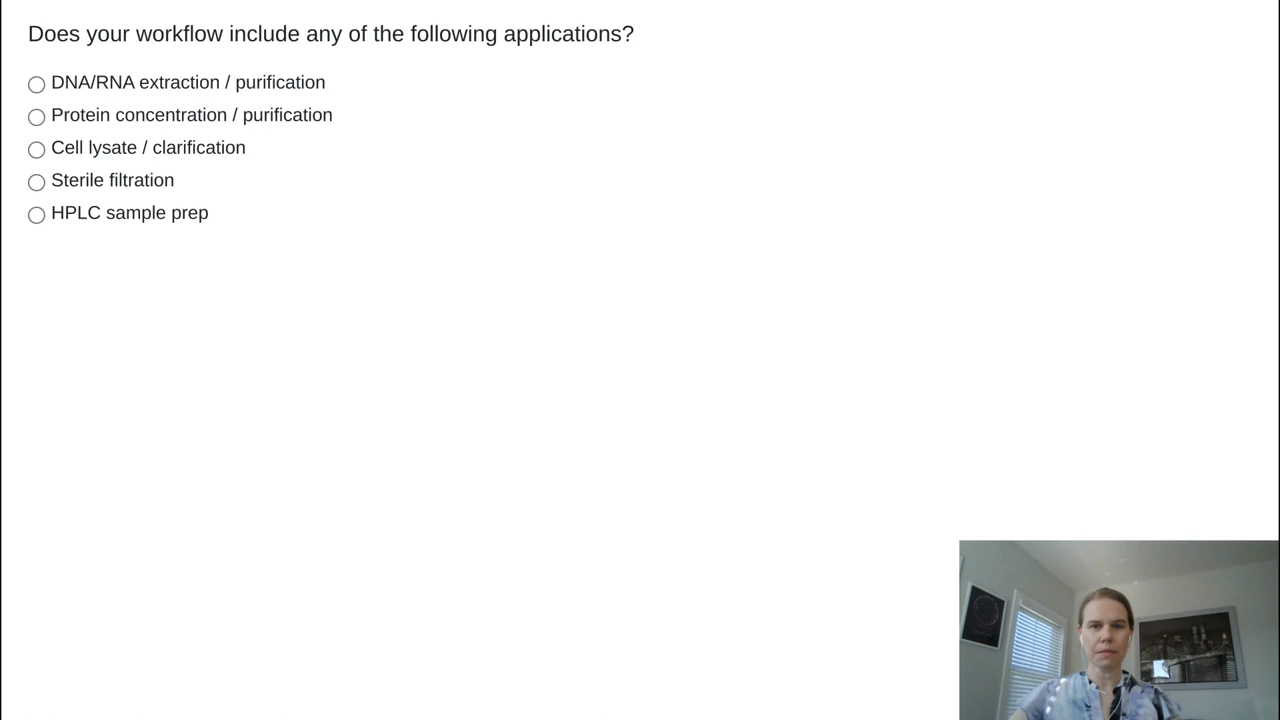 Does your workflow include any of the following applications?
DNA/RNA extraction / purification
Protein concentration / purification
Cell lysate / clarification
Sterile filtration
HPLC sample prep